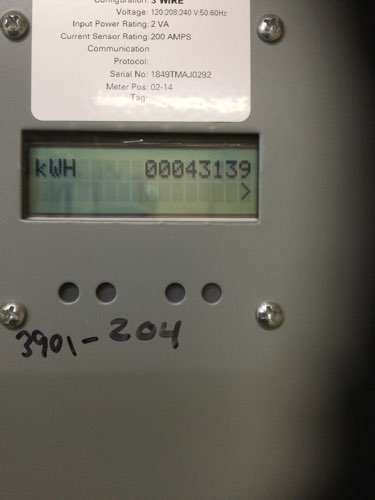 Configuration: 3 WIRE
Voltage: 120.208.240 V:50.60Hz
Input Power Rating: 2 VA
Current Sensor Rating: 200 AMPS
Communication
Protocol:
Serial No: 1849TMAJ0292
Meter Pos: 02-14
Tag:
kWH 00043139
>
3901-204